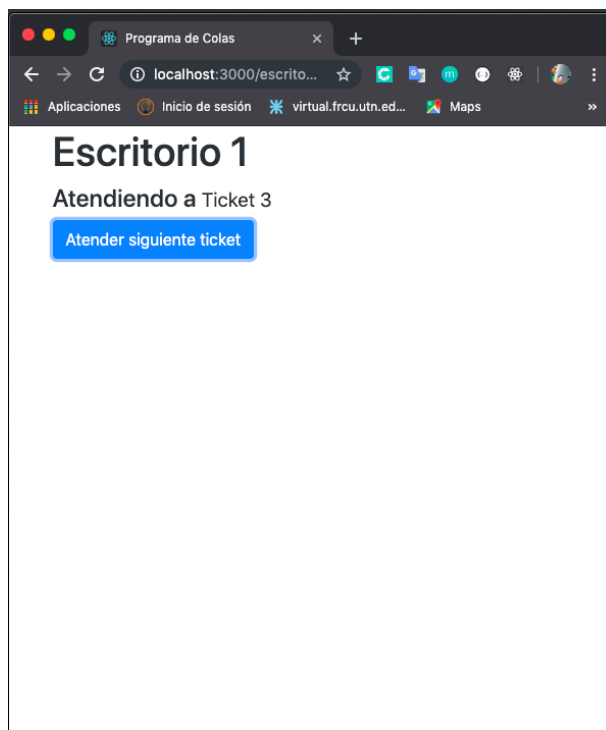 Programa de Colas
localhost:3000/escrito...
Aplicaciones Inicio de sesión virtual.frcu.utn.ed... Maps »
Escritorio 1
Atendiendo a Ticket 3
Atender siguiente ticket